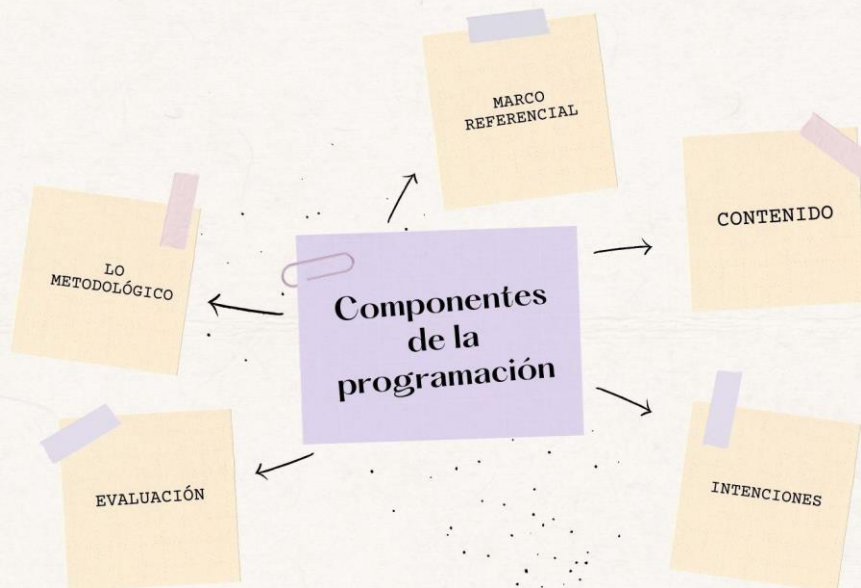 MARCO
REFERENCIAL
CONTENIDO
LO
METODOLÓGICO
Componentes
de la
programación
EVALUACIÓN
INTENCIONES